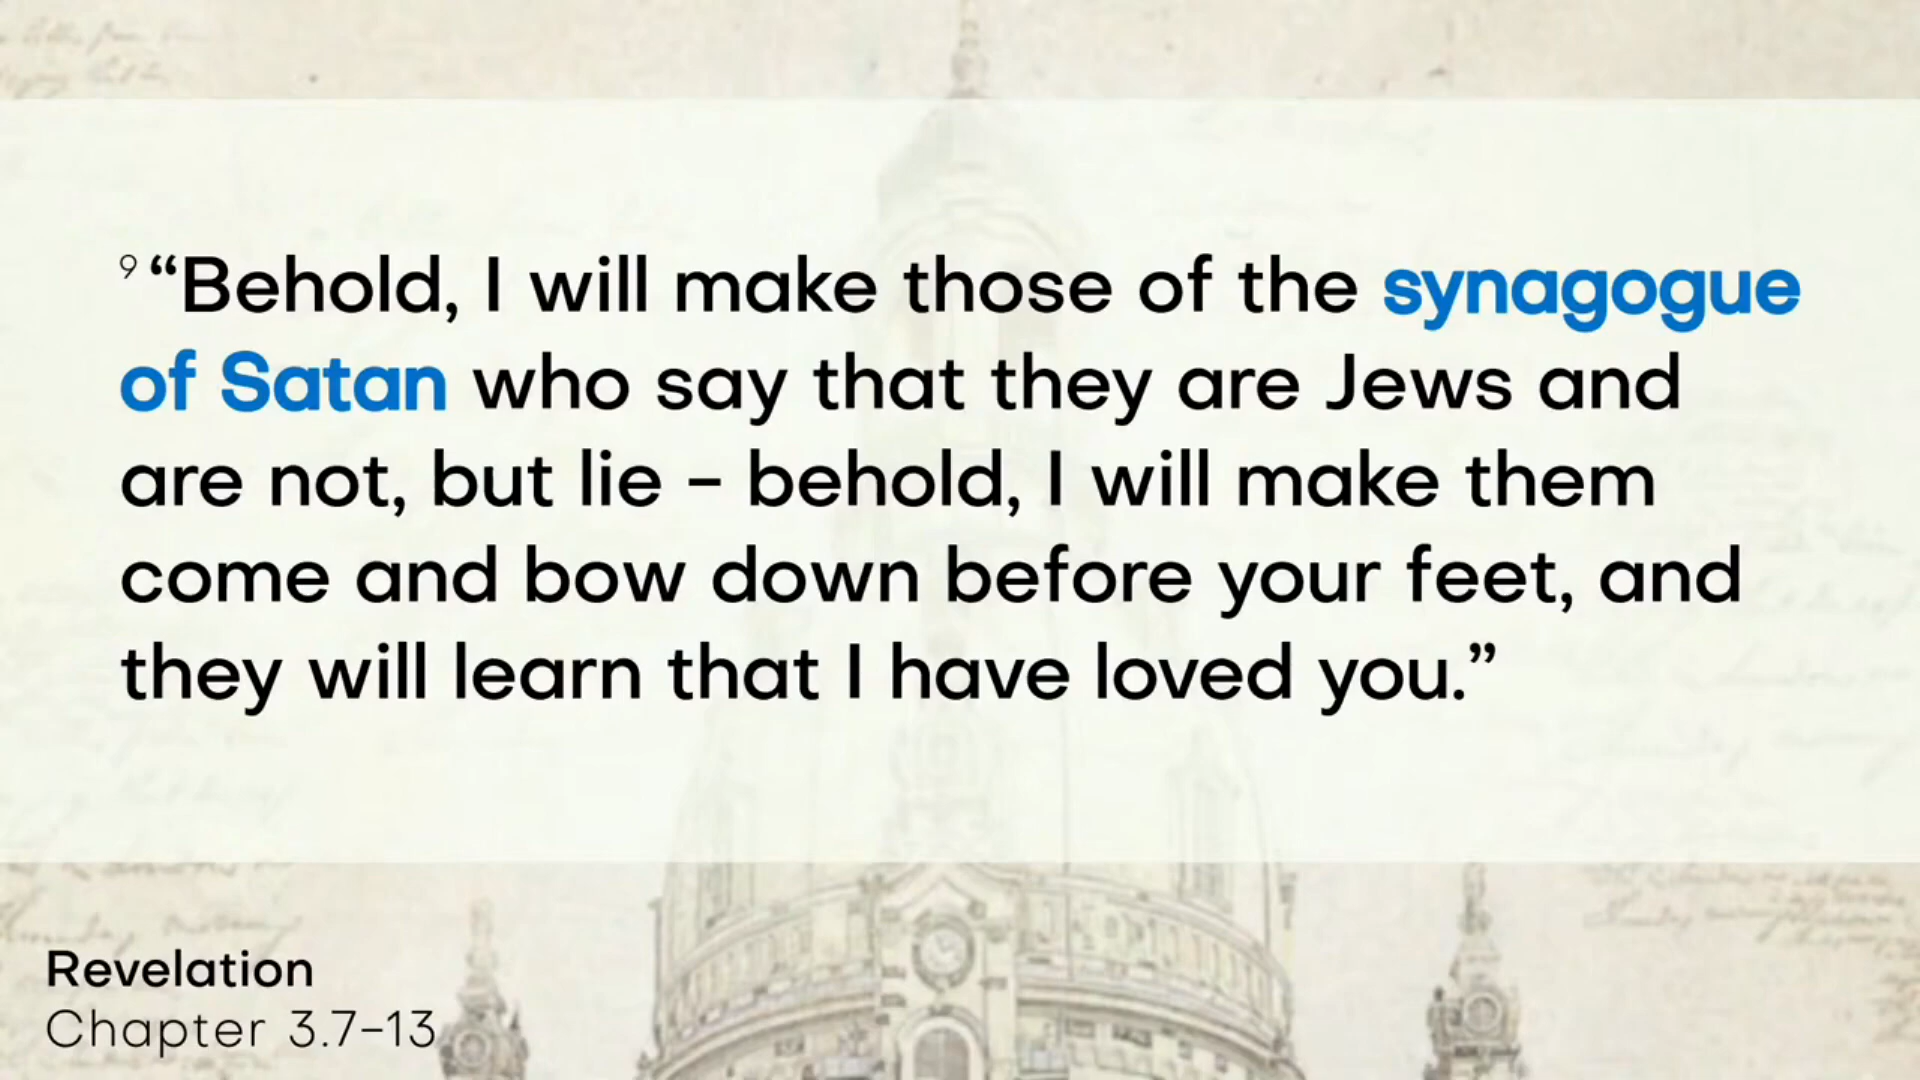 9 “Behold, I will make those of the synagogue
of Satan who say that they are Jews and
are not, but lie – behold, I will make them
come and bow down before your feet, and
they will learn that I have loved you.”
Revelation
Chapter 3.7–13